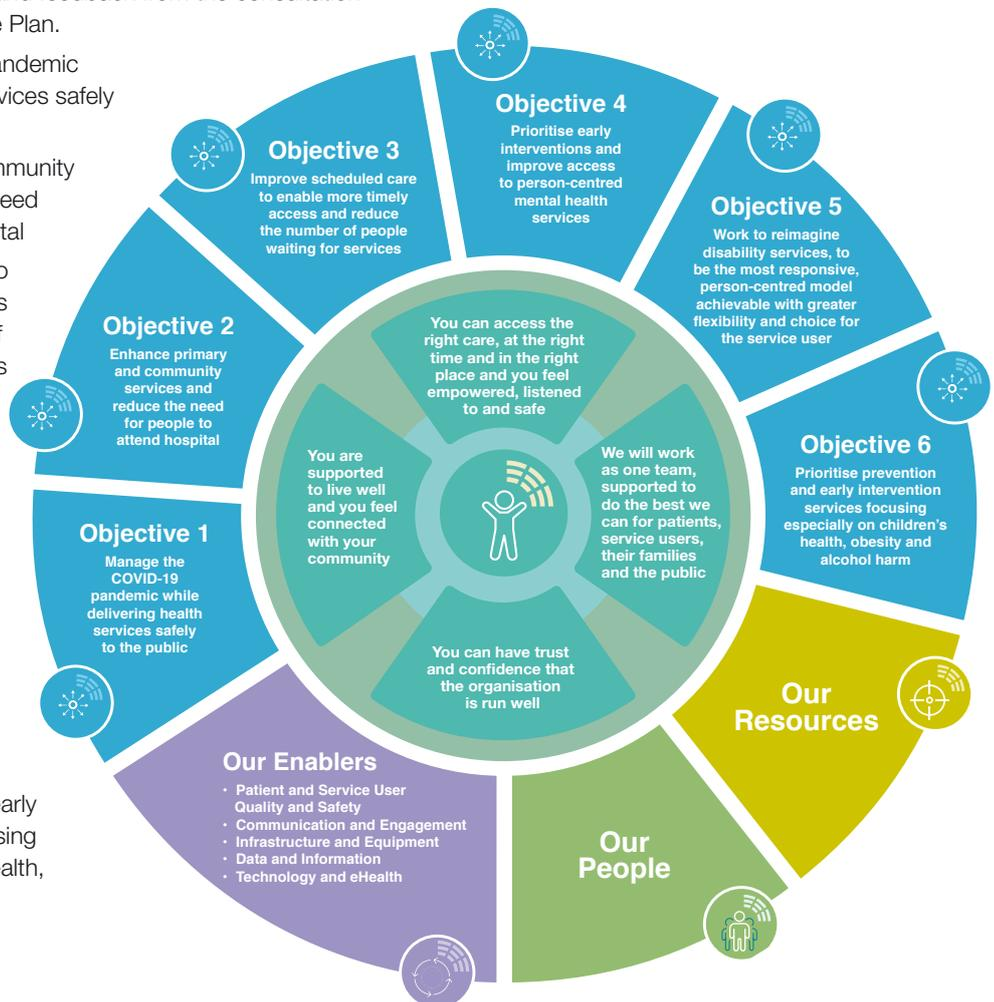 and feedback from the consultation
Plan.
vices safely
need
Objective 1
Manage the
COVID-19
pandemic while
delivering health
services safely
to the public
Objective 2
Enhance primary
and community
services and
reduce the need
for people to
attend hospital
Objective 3
Improve scheduled care
to enable more timely
access and reduce
the number of people
waiting for services
Objective 4
Prioritise early
interventions and
improve access
to person-centred
mental health
services
Objective 5
Work to reimagine
disability services, to
be the most responsive,
person-centred model
achievable with greater
flexibility and choice for
the service user
Objective 6
Prioritise prevention
and early intervention
services focusing
especially on children's
health, obesity and
alcohol harm
Our
Resources
Our
People
Our Enablers
• Patient and Service User
Quality and Safety
• Communication and Engagement
• Infrastructure and Equipment
• Data and Information
• Technology and eHealth
You can access the
right care, at the right
time and in the right
place and you feel
empowered, listened
to and safe
We will work
as one team,
supported to
do the best we
can for patients,
service users,
their families
and the public
You can have trust
and confidence that
the organisation
is run well
You are
supported
to live well
and you feel
connected
with your
community